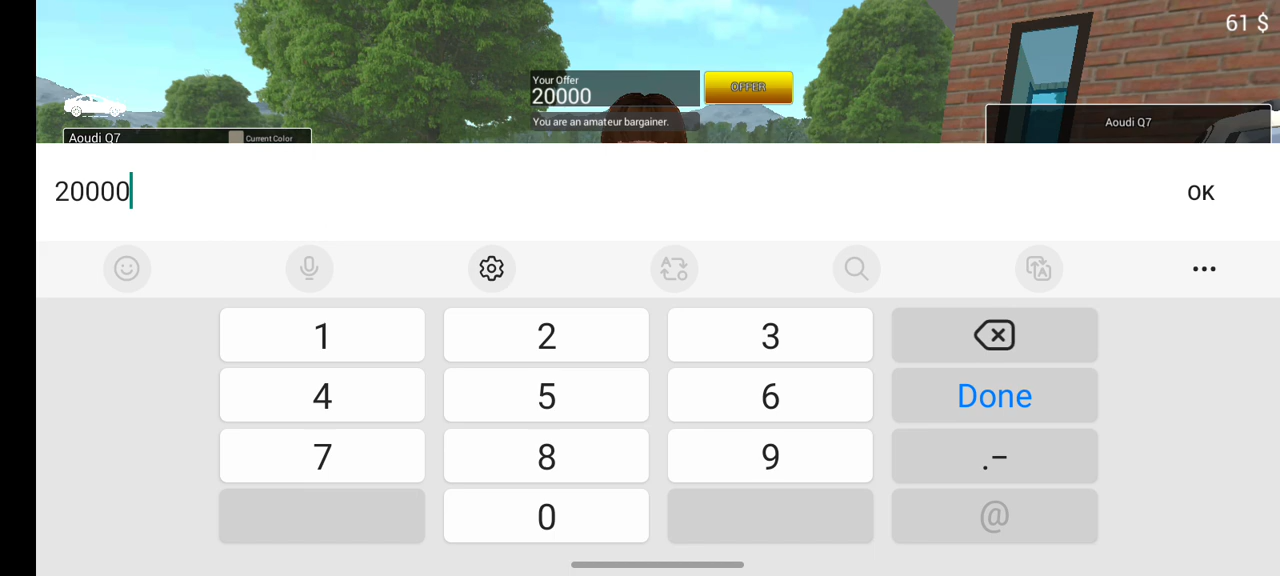 61 $
Your Offer
20000
OFFER
You are an amateur bargainer.
Aoudi Q7
Current Color
Aoudi Q7
20000
OK
1 2 3
4 5 6 Done
7 8 9 .-
0 @